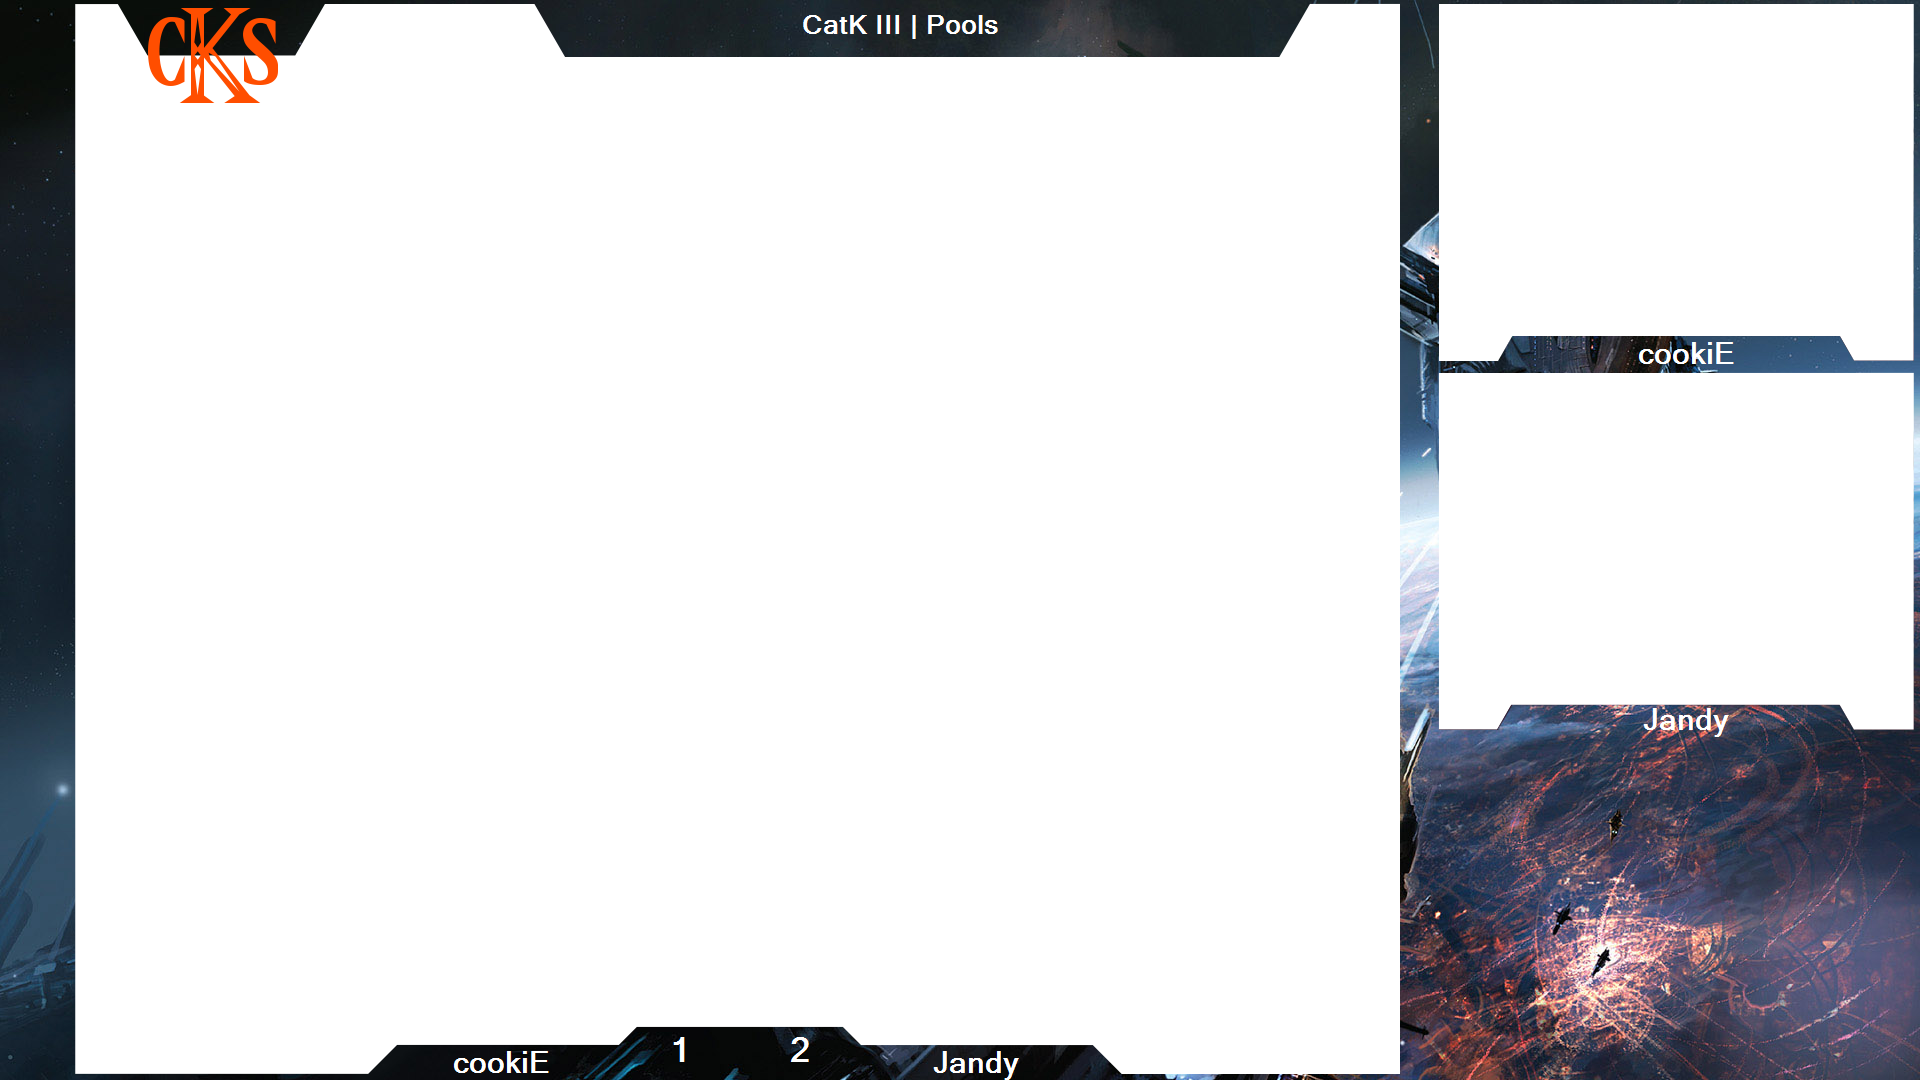 CKS
CatK III | Pools
cookiE
Jandy
cookiE 1 2 Jandy